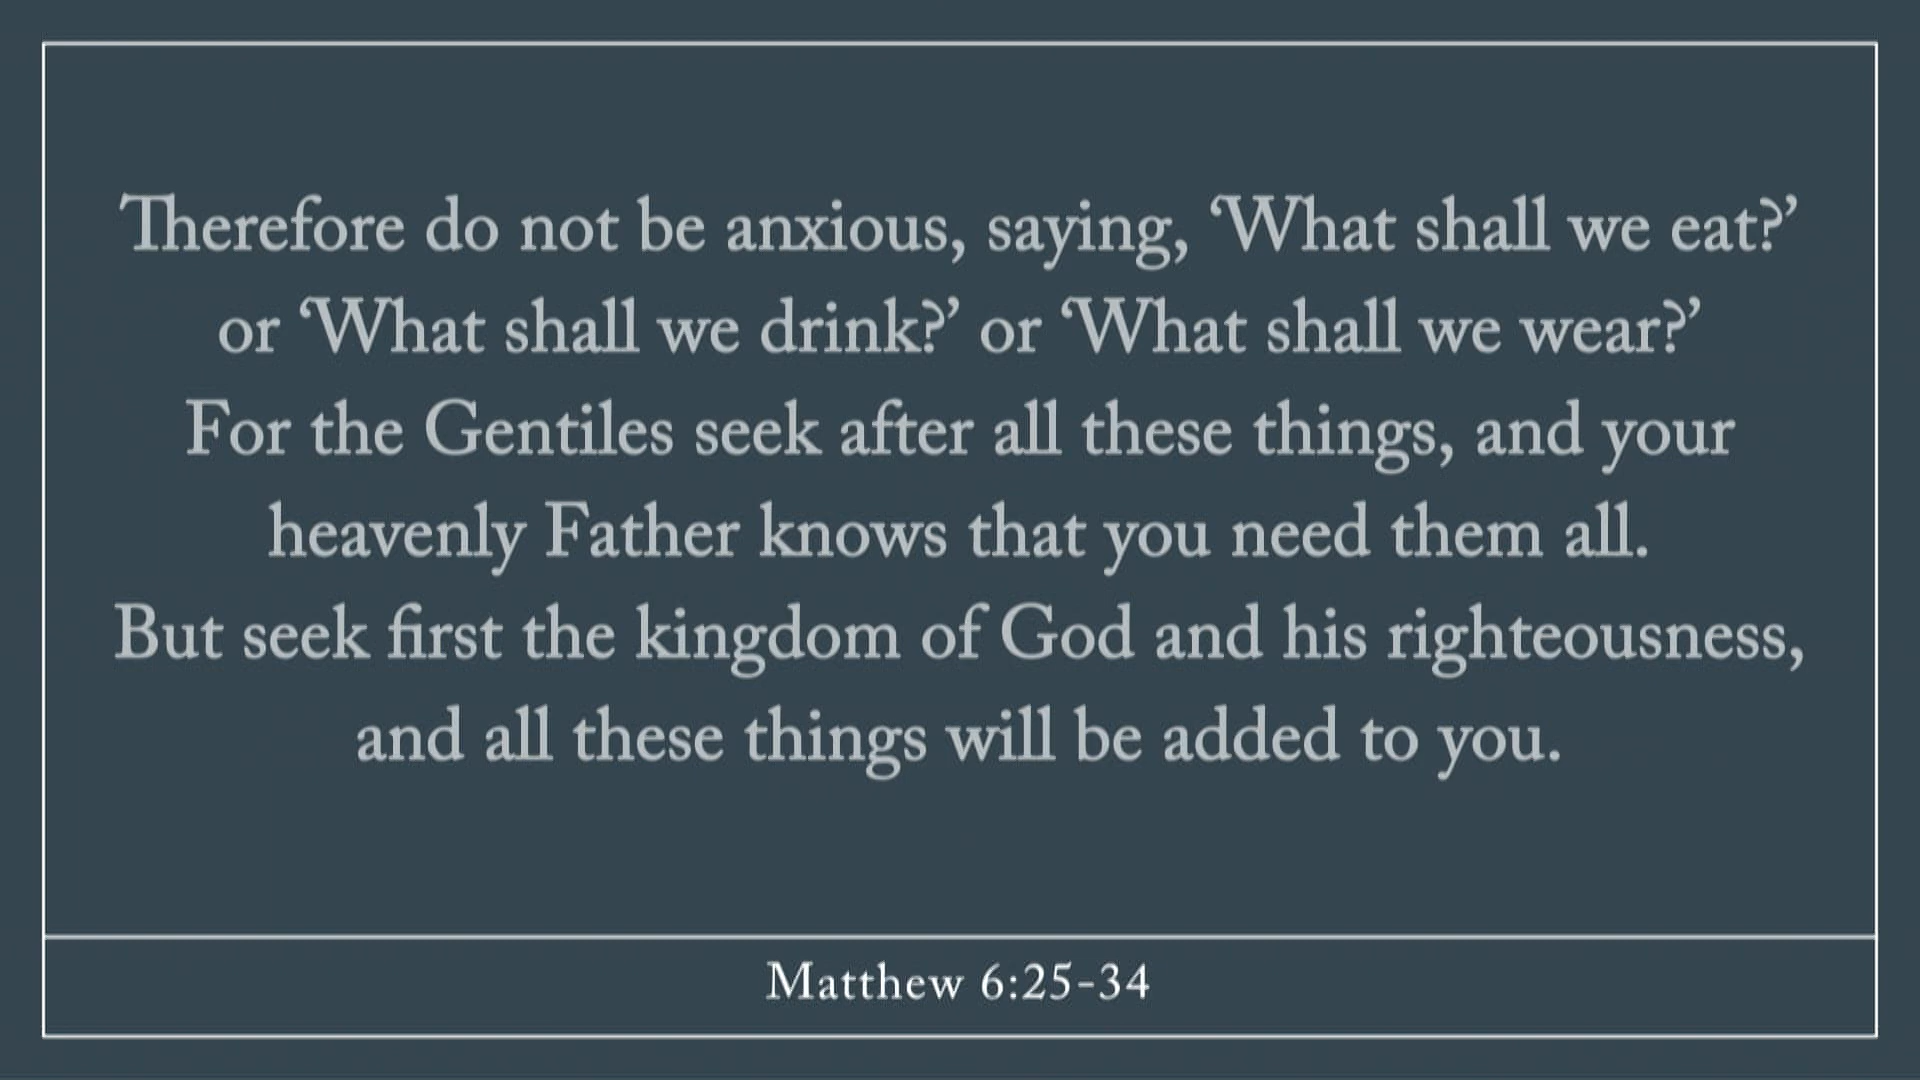 Therefore do not be anxious, saying, ‘What shall we eat?’
or ‘What shall we drink?’ or ‘What shall we wear?’
For the Gentiles seek after all these things, and your
heavenly Father knows that you need them all.
But seek first the kingdom of God and his righteousness,
and all these things will be added to you.
Matthew 6:25-34